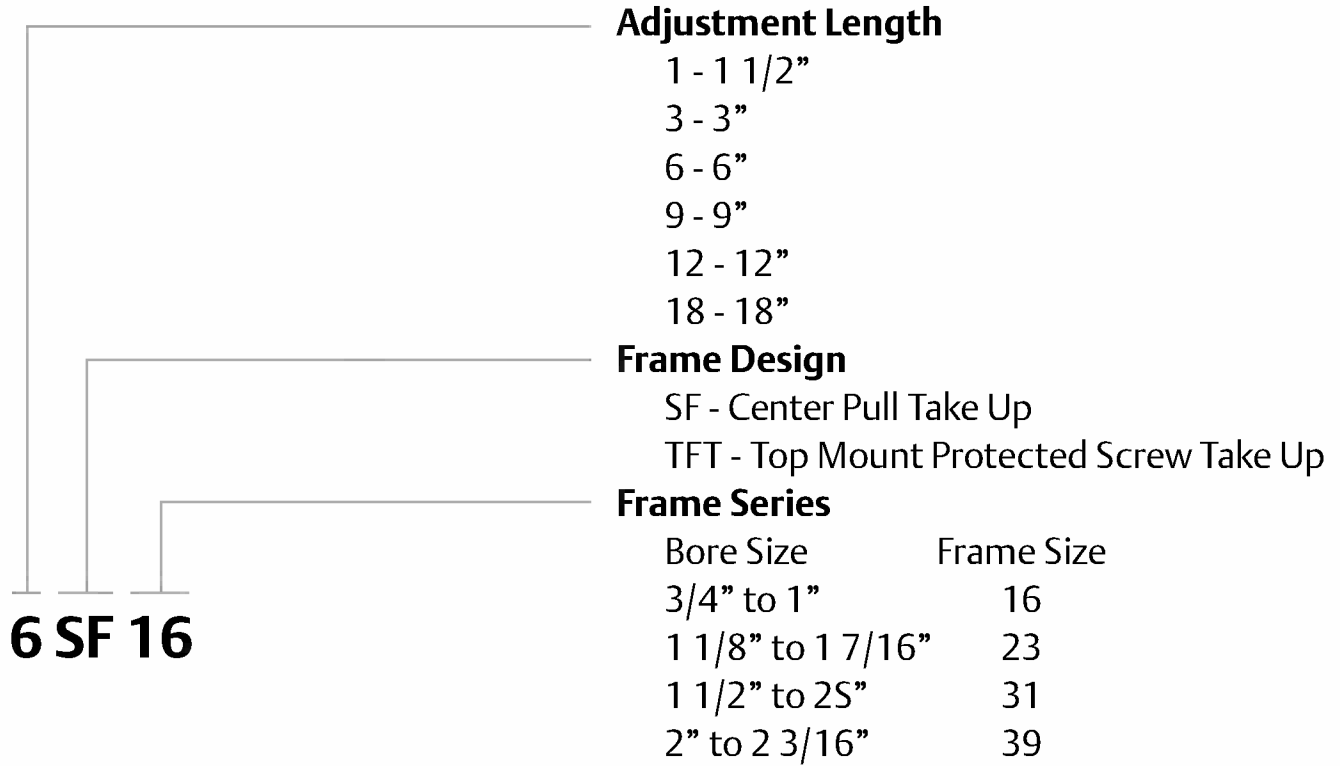 Adjustment Length
1 - 1 1/2”
3 - 3”
6 - 6”
9 - 9”
12 - 12”
18 - 18”
Frame Design
SF - Center Pull Take Up
TFT - Top Mount Protected Screw Take Up
Frame Series
Bore Size Frame Size
3/4” to 1” 16
1 1/8” to 1 7/16” 23
1 1/2” to 2S” 31
2” to 2 3/16” 39
6 SF 16